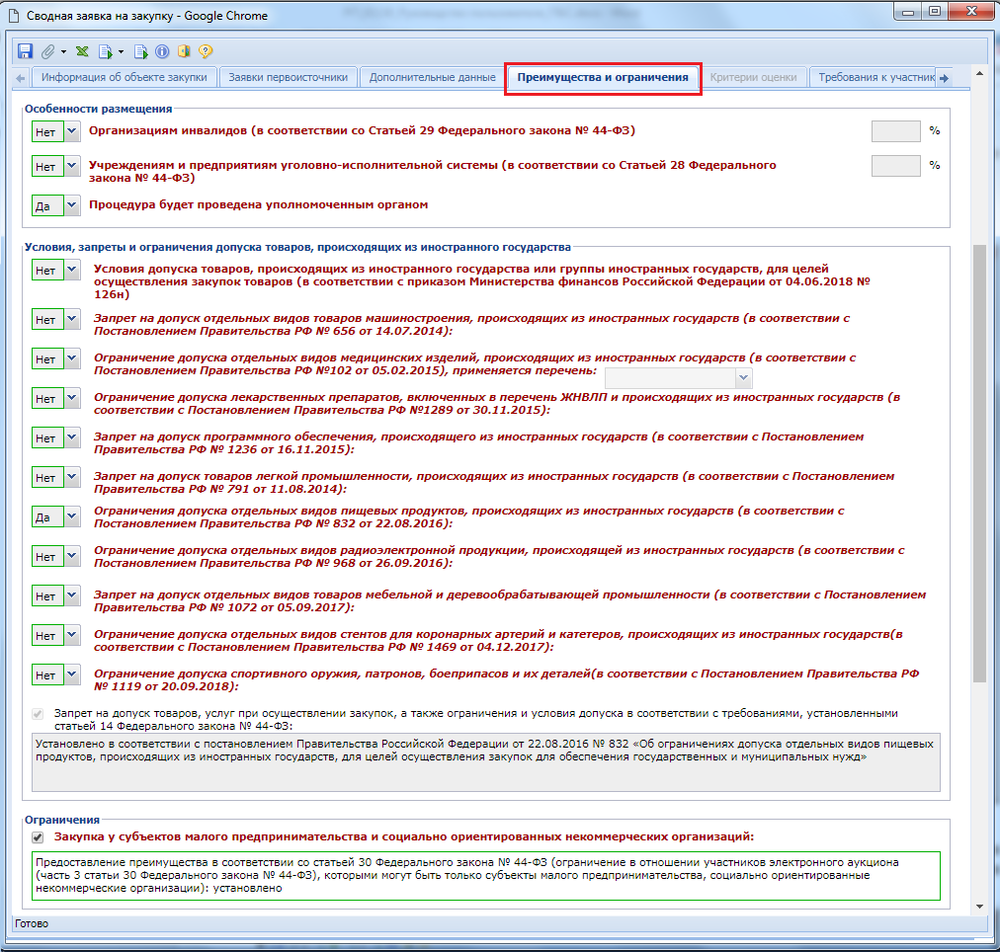 Сводная заявка на закупку - Google Chrome
Информация об объекте закупки
Заявки первоисточники
Дополнительные данные
Преимущества и ограничения
Критерии оценки
Требования к участник
Особенности размещения
Нет
Организациям инвалидов (в соответствии со Статьей 29 Федерального закона № 44-ФЗ)
%
Нет
Учреждениям и предприятиям уголовно-исполнительной системы (в соответствии со Статьей 28 Федерального
закона № 44-ФЗ)
%
Да
Процедура будет проведена уполномоченным органом
Условия, запреты и ограничения допуска товаров, происходящих из иностранного государства
Нет
Условия допуска товаров, происходящих из иностранного государства или группы иностранных государств, для целей
осуществления закупок товаров (в соответствии с приказом Министерства финансов Российской Федерации от 04.06.2018 №
126н)
Нет
Запрет на допуск отдельных видов товаров машиностроения, происходящих из иностранных государств (в соответствии с
Постановлением Правительства РФ № 656 от 14.07.2014):
Нет
Ограничение допуска отдельных видов медицинских изделий, происходящих из иностранных государств (в соответствии с
Постановлением Правительства РФ №102 от 05.02.2015), применяется перечень:
Нет
Ограничение допуска лекарственных препаратов, включенных в перечень ЖНВЛП и происходящих из иностранных государств (в
соответствии с Постановлением Правительства РФ №1289 от 30.11.2015):
Нет
Запрет на допуск программного обеспечения, происходящего из иностранных государств (в соответствии с Постановлением
Правительства РФ № 1236 от 16.11.2015):
Нет
Запрет на допуск товаров легкой промышленности, происходящих из иностранных государств (в соответствии с Постановлением
Правительства РФ № 791 от 11.08.2014):
Да
Ограничения допуска отдельных видов пищевых продуктов, происходящих из иностранных государств (в соответствии с
Постановлением Правительства РФ № 832 от 22.08.2016):
Нет
Ограничение допуска отдельных видов радиоэлектронной продукции, происходящей из иностранных государств (в соответствии с
Постановлением Правительства РФ № 968 от 26.09.2016):
Нет
Запрет на допуск отдельных видов товаров мебельной и деревообрабатывающей промышленности (в соответствии с Постановлением
Правительства РФ № 1072 от 05.09.2017):
Нет
Ограничение допуска отдельных видов стентов для коронарных артерий и катетеров, происходящих из иностранных государств(в
соответствии с Постановлением Правительства РФ № 1469 от 04.12.2017):
Нет
Ограничение допуска спортивного оружия, патронов, боеприпасов и их деталей(в соответствии с Постановлением Правительства РФ
№ 1119 от 20.09.2018):
Запрет на допуск товаров, услуг при осуществлении закупок, а также ограничения и условия допуска в соответствии с требованиями, установленными
статьей 14 Федерального закона № 44-ФЗ:
Установлено в соответствии с постановлением Правительства Российской Федерации от 22.08.2016 № 832 «Об ограничениях допуска отдельных видов пищевых
продуктов, происходящих из иностранных государств, для целей осуществления закупок для обеспечения государственных и муниципальных нужд»
Ограничения
Закупка у субъектов малого предпринимательства и социально ориентированных некоммерческих организаций:
Предоставление преимущества в соответствии со статьей 30 Федерального закона № 44-ФЗ (ограничение в отношении участников электронного аукциона
(часть 3 статьи 30 Федерального закона № 44-ФЗ), которыми могут быть только субъекты малого предпринимательства, социально ориентированные
некоммерческие организации): установлено
Готово